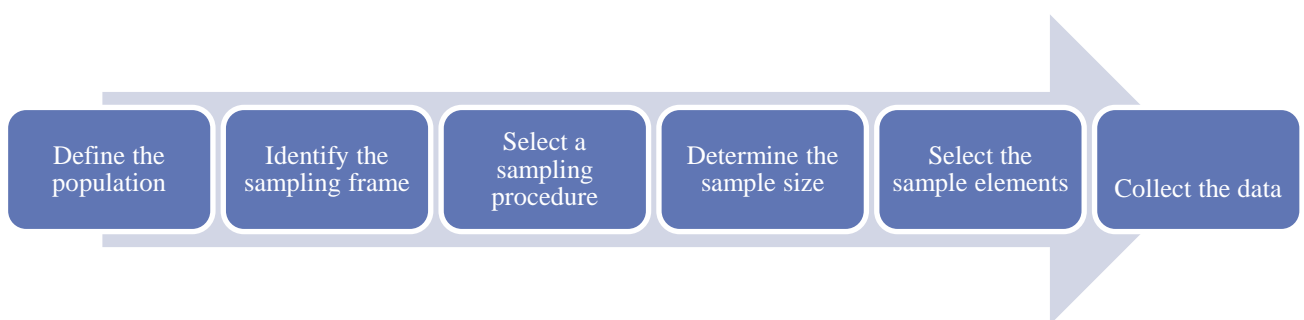 Define the
population
Identify the
sampling frame
Select a
sampling
procedure
Determine the
sample size
Select the
sample elements
Collect the data